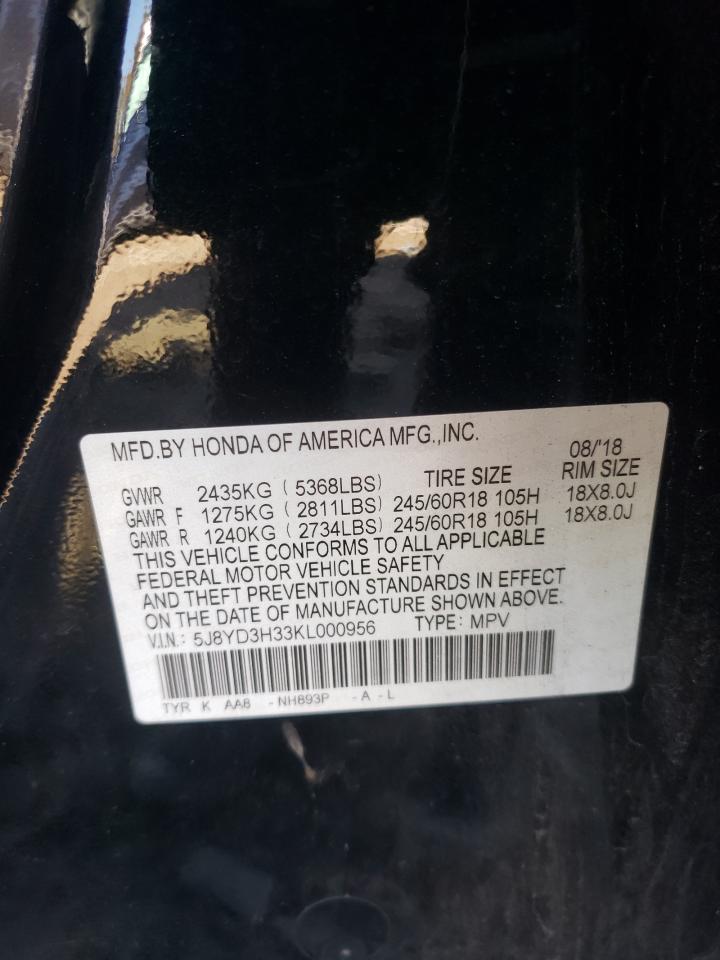 MFD.BY HONDA OF AMERICA MFG.,INC. 08/'18
TIRE SIZE RIM SIZE
GVWR 2435KG ( 5368LBS)
GAWR F 1275KG ( 2811LBS) 245/60R18 105H 18X8.0J
GAWR R 1240KG ( 2734LBS) 245/60R18 105H 18X8.0J
THIS VEHICLE CONFORMS TO ALL APPLICABLE
FEDERAL MOTOR VEHICLE SAFETY
AND THEFT PREVENTION STANDARDS IN EFFECT
ON THE DATE OF MANUFACTURE SHOWN ABOVE.
V.I.N.: 5J8YD3H33KL000956 TYPE: MPV
TYR K AA8 -NH893P -A -L